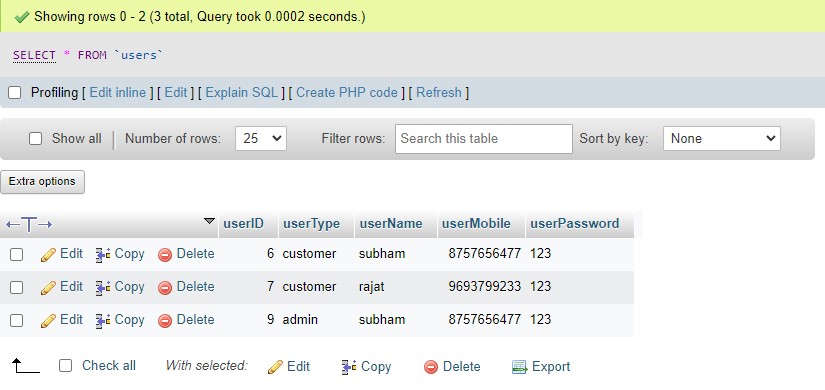 Showing rows 0 - 2 (3 total, Query took 0.0002 seconds.)
SELECT * FROM `users`
Profiling [ Edit inline ] [ Edit ] [ Explain SQL ] [ Create PHP code ] [ Refresh ]
Show all | Number of rows: 25 Filter rows: Search this table Sort by key: None
Extra options
←T→ userID userType userName userMobile userPassword
Edit Copy Delete 6 customer subham 8757656477 123
Edit Copy Delete 7 customer rajat 9693799233 123
Edit Copy Delete 9 admin subham 8757656477 123
Check all With selected: Edit Copy Delete Export